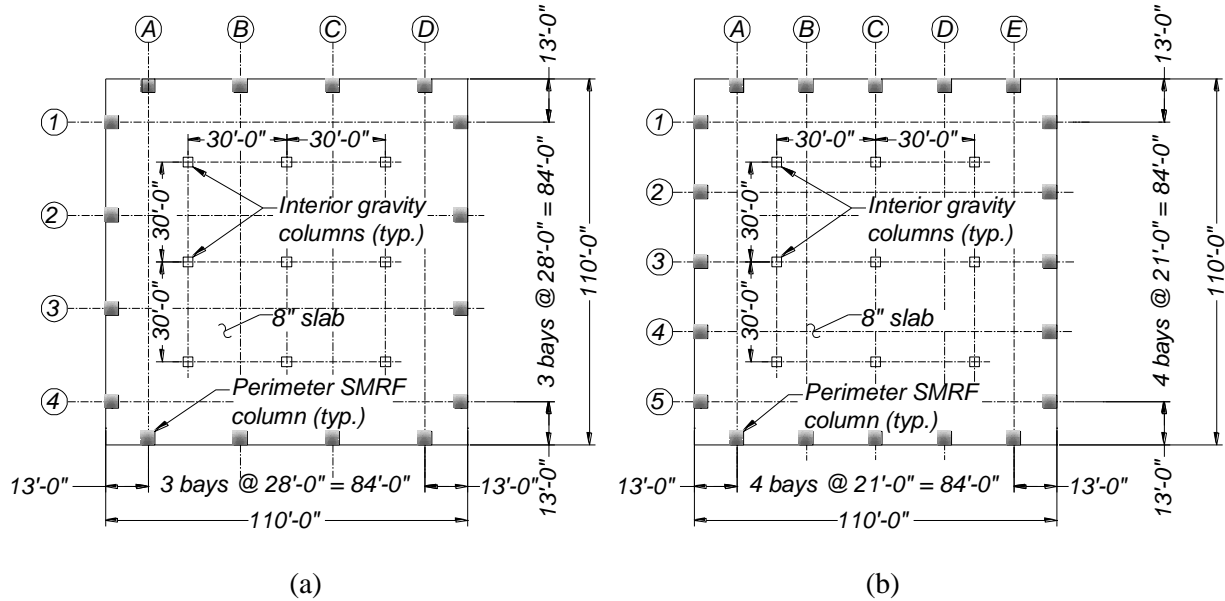 A B C D
13'-0"
1
30'-0" 30'-0"
30'-0"
Interior gravity
columns (typ.)
2
30'-0"
3 bays @ 28'-0" = 84'-0"
110'-0"
3
8" slab
Perimeter SMRF
column (typ.)
4
13'-0" 3 bays @ 28'-0" = 84'-0" 13'-0"
13'-0"
110'-0"
(a)
A B C D E
13'-0"
1
30'-0" 30'-0"
30'-0"
2
Interior gravity
columns (typ.)
3
30'-0"
4 bays @ 21'-0" = 84'-0"
110'-0"
4
8" slab
Perimeter SMRF
column (typ.)
5
13'-0" 4 bays @ 21'-0" = 84'-0" 13'-0"
13'-0"
110'-0"
(b)